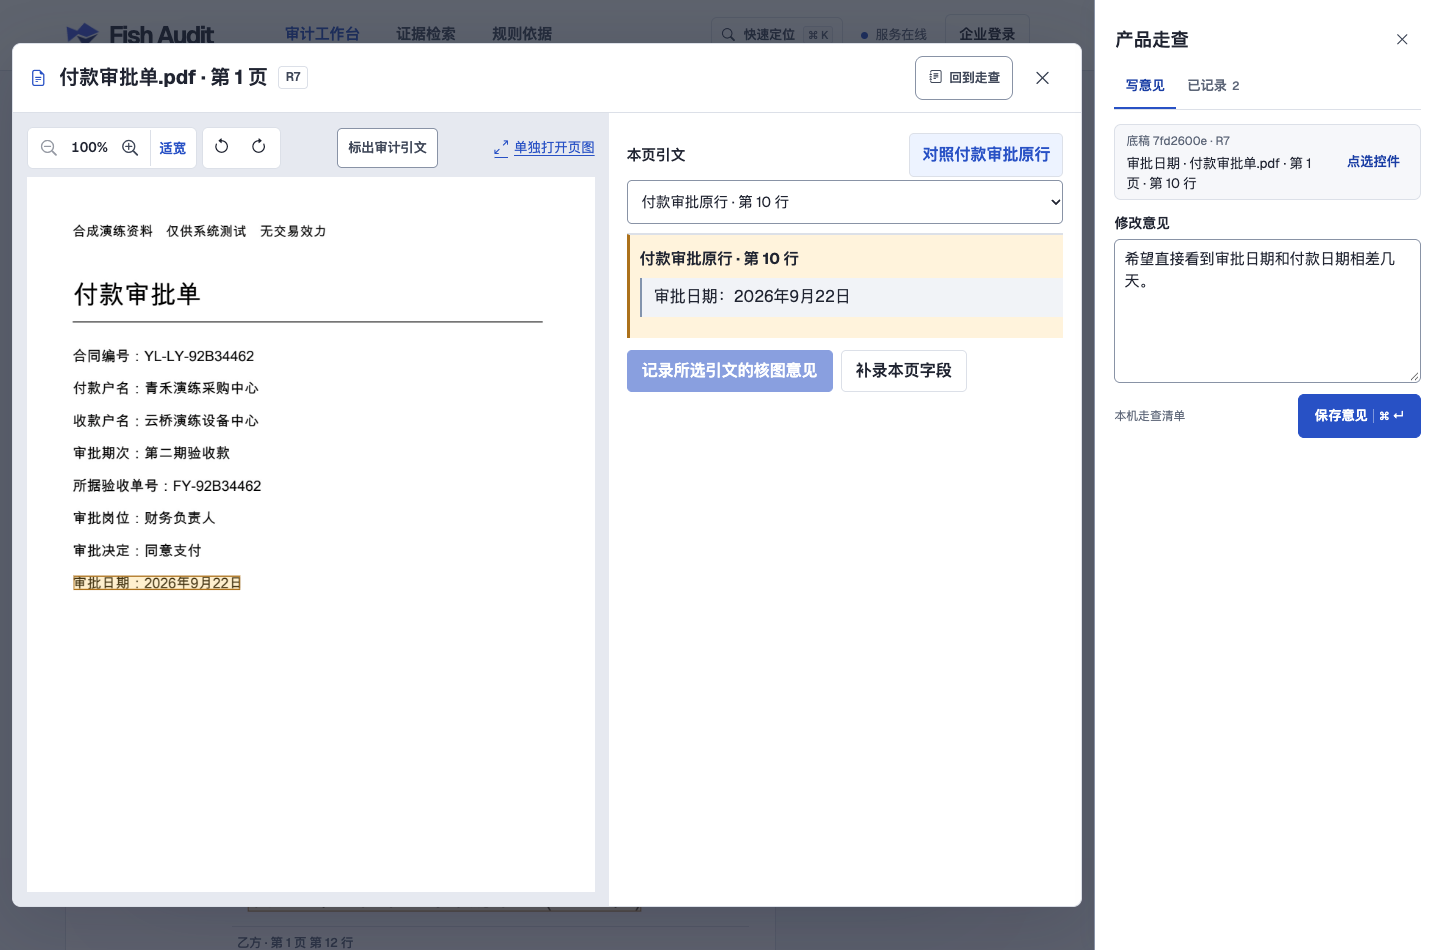 Fish Audit
审计工作台
证据检索
规则依据
快速定位 ⌘ K
服务在线
企业登录
付款审批单.pdf · 第 1 页 R7
回到走查
100%
适宽
标出审计引文
单独打开页图
合成演练资料 仅供系统测试 无交易效力
付款审批单
合同编号：YL-LY-92B34462
付款户名：青禾演练采购中心
收款户名：云桥演练设备中心
审批期次：第二期验收款
所据验收单号：FY-92B34462
审批岗位：财务负责人
审批决定：同意支付
审批日期：2026年9月22日
本页引文
对照付款审批原行
付款审批原行 · 第 10 行
付款审批原行 · 第 10 行
审批日期：2026年9月22日
记录所选引文的核图意见
补录本页字段
乙方 · 第 1 页 第 12 行
产品走查
写意见
已记录 2
底稿 7fd2600e · R7
审批日期 · 付款审批单.pdf · 第 1
页 · 第 10 行
点选控件
修改意见
希望直接看到审批日期和付款日期相差几
天。
本机走查清单
保存意见 ⌘ ↵